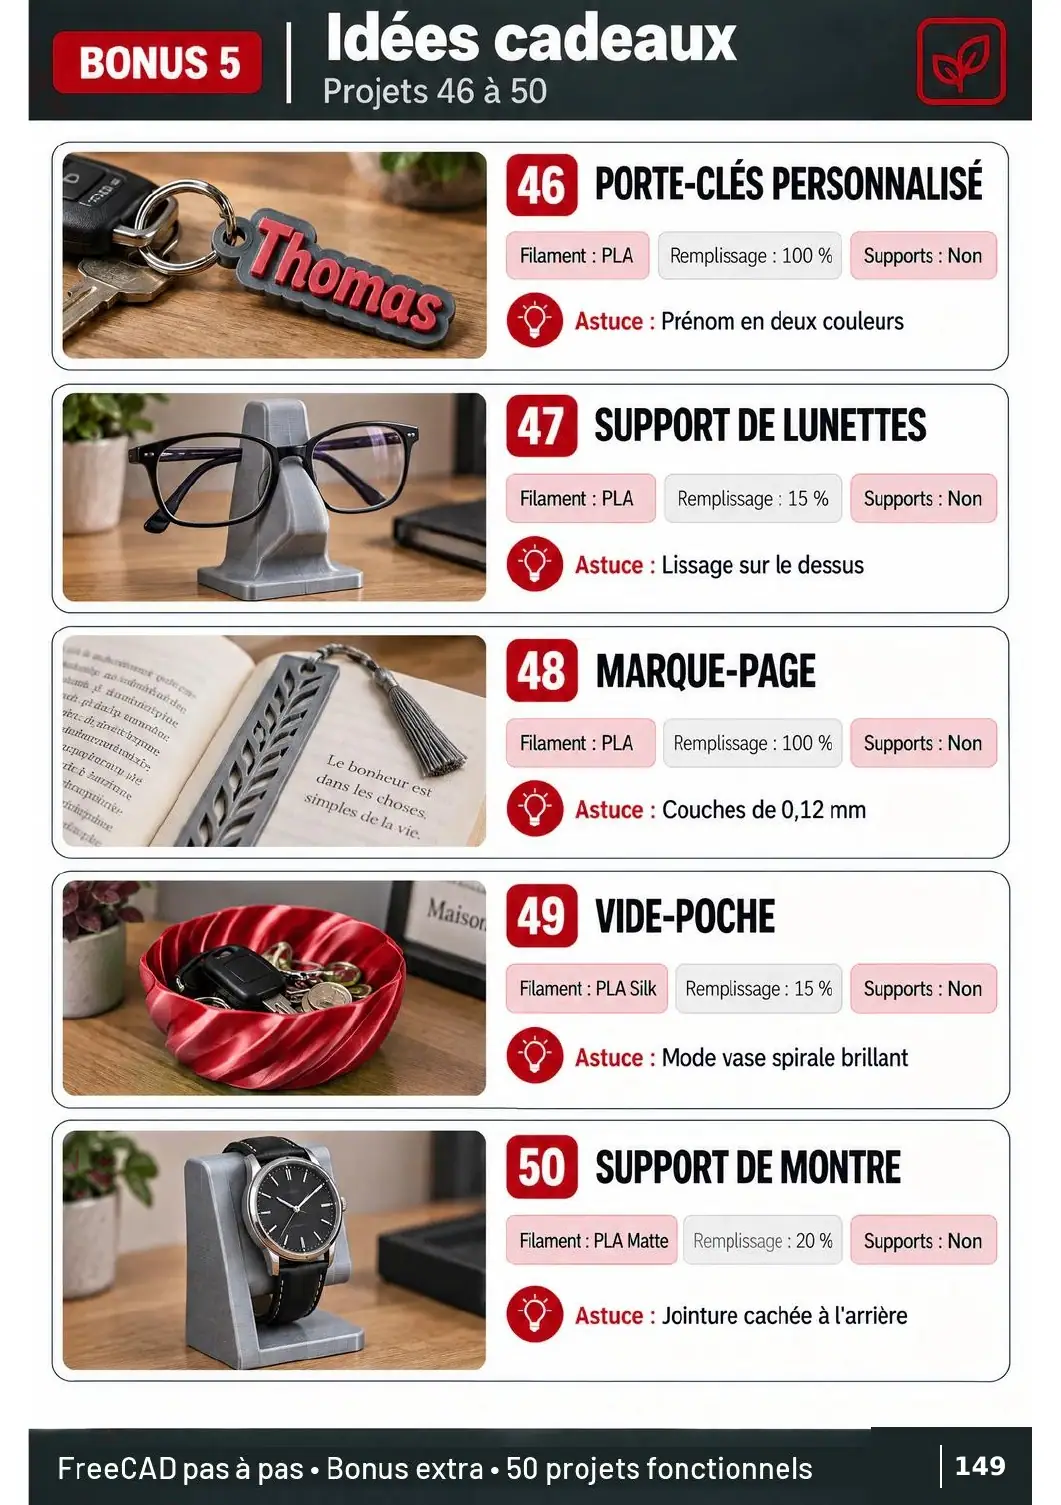 BONUS 5
Idées cadeaux
Projets 46 à 50
46 PORTE-CLÉS PERSONNALISÉ
Filament : PLA Remplissage : 100 % Supports : Non
Astuce : Prénom en deux couleurs
Thomas
47 SUPPORT DE LUNETTES
Filament : PLA Remplissage : 15 % Supports : Non
Astuce : Lissage sur le dessus
48 MARQUE-PAGE
Filament : PLA Remplissage : 100 % Supports : Non
Astuce : Couches de 0,12 mm
Le bonheur est
dans les choses
simples de la vie.
49 VIDE-POCHE
Filament : PLA Silk Remplissage : 15 % Supports : Non
Astuce : Mode vase spirale brillant
Maison
50 SUPPORT DE MONTRE
Filament : PLA Matte Remplissage : 20 % Supports : Non
Astuce : Jointure cachée à l'arrière
FreeCAD pas à pas • Bonus extra • 50 projets fonctionnels
149